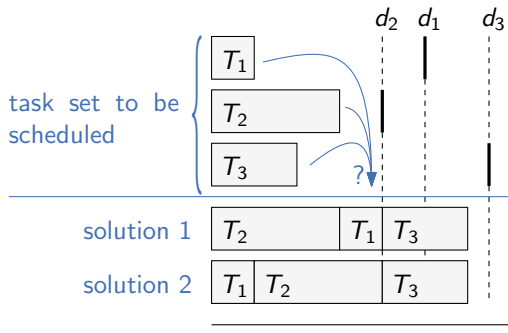 d₂ d₁ d₃
T₁
task set to be
scheduled
T₂
T₃
?
solution 1 T₂ T₁ T₃
solution 2 T₁ T₂ T₃